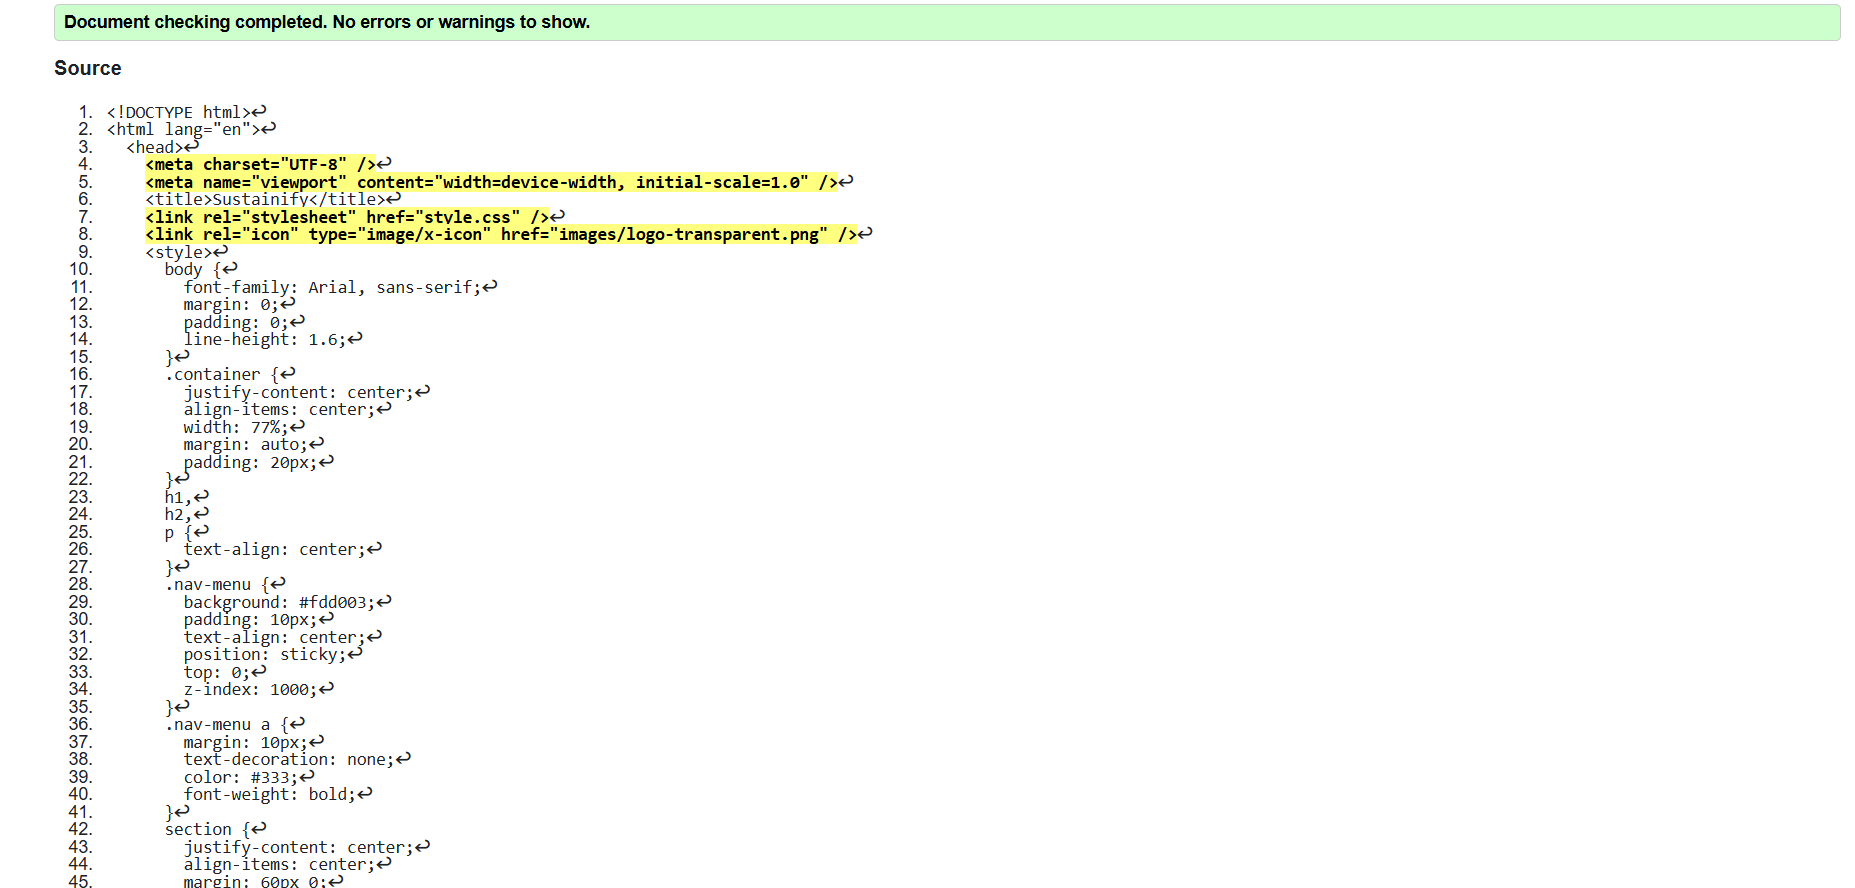 Document checking completed. No errors or warnings to show.
Source
1. <!DOCTYPE html>↩
2. <html lang="en">↩
3.   <head>↩
4.     <meta charset="UTF-8" />↩
5.     <meta name="viewport" content="width=device-width, initial-scale=1.0" />↩
6.     <title>Sustainify</title>↩
7.     <link rel="stylesheet" href="style.css" />↩
8.     <link rel="icon" type="image/x-icon" href="images/logo-transparent.png" />↩
9.     <style>↩
10.       body {↩
11.         font-family: Arial, sans-serif;↩
12.         margin: 0;↩
13.         padding: 0;↩
14.         line-height: 1.6;↩
15.       }↩
16.       .container {↩
17.         justify-content: center;↩
18.         align-items: center;↩
19.         width: 77%;↩
20.         margin: auto;↩
21.         padding: 20px;↩
22.       }↩
23.       h1,↩
24.       h2,↩
25.       p {↩
26.         text-align: center;↩
27.       }↩
28.       .nav-menu {↩
29.         background: #fdd003;↩
30.         padding: 10px;↩
31.         text-align: center;↩
32.         position: sticky;↩
33.         top: 0;↩
34.         z-index: 1000;↩
35.       }↩
36.       .nav-menu a {↩
37.         margin: 10px;↩
38.         text-decoration: none;↩
39.         color: #333;↩
40.         font-weight: bold;↩
41.       }↩
42.       section {↩
43.         justify-content: center;↩
44.         align-items: center;↩
45.         margin: 60px 0;↩